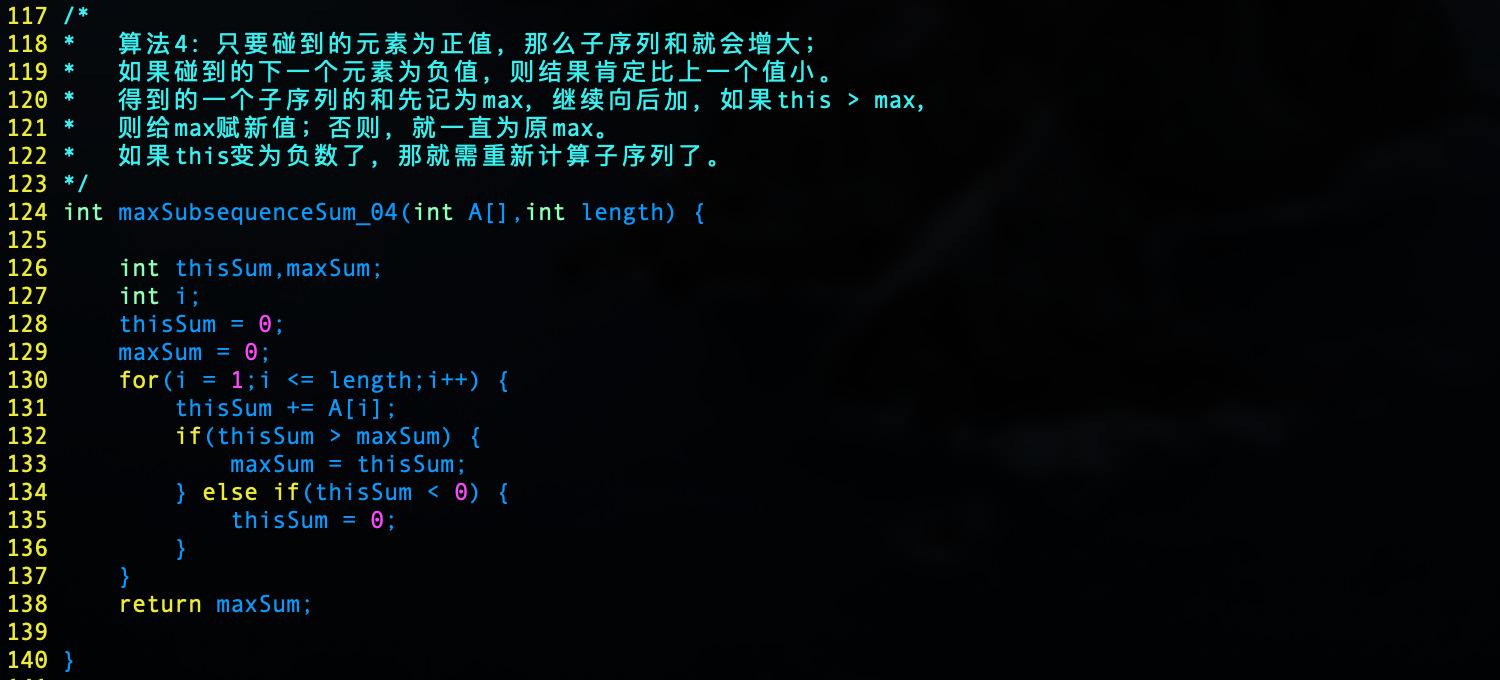 117 /*
118 *   算法4: 只要碰到的元素为正值, 那么子序列和就会增大;
119 *   如果碰到的下一个元素为负值, 则结果肯定比上一个值小。
120 *   得到的一个子序列的和先记为max, 继续向后加, 如果this > max,
121 *   则给max赋新值; 否则, 就一直为原max。
122 *   如果this变为负数了, 那就需重新计算子序列了。
123 */
124 int maxSubsequenceSum_04(int A[],int length) {
125
126     int thisSum,maxSum;
127     int i;
128     thisSum = 0;
129     maxSum = 0;
130     for(i = 1;i <= length;i++) {
131         thisSum += A[i];
132         if(thisSum > maxSum) {
133             maxSum = thisSum;
134         } else if(thisSum < 0) {
135             thisSum = 0;
136         }
137     }
138     return maxSum;
139
140 }